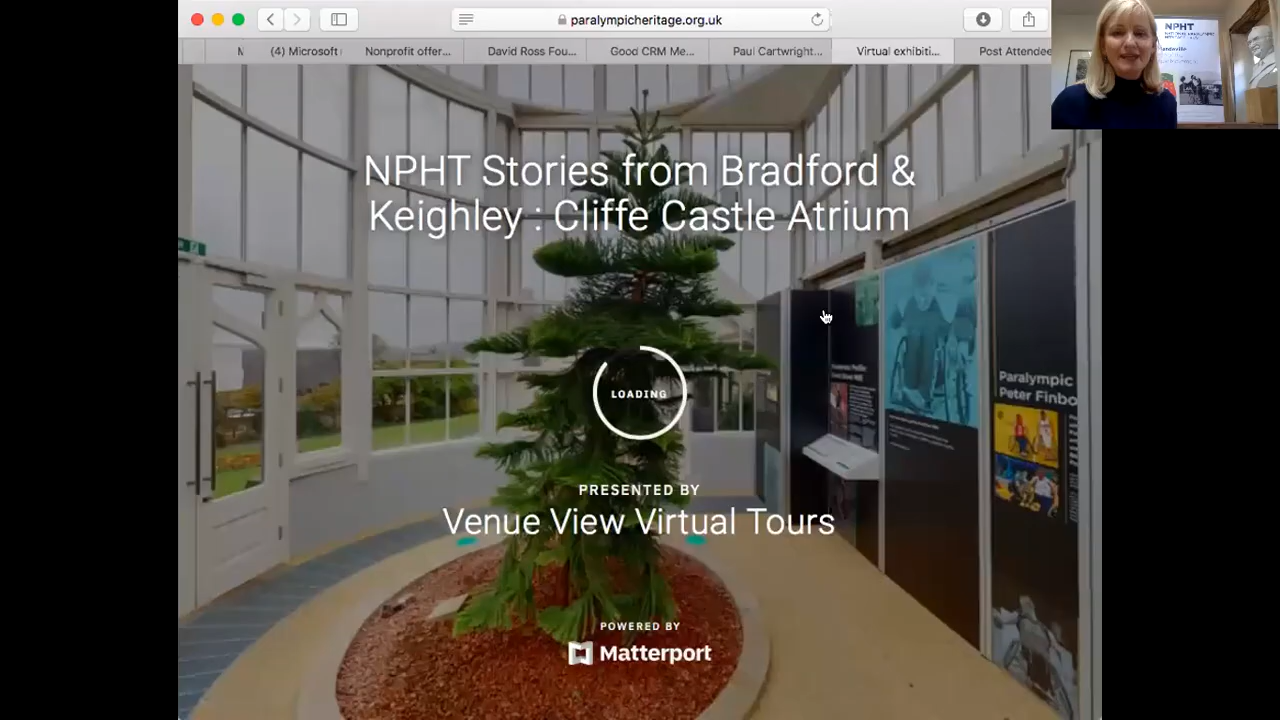 paralympicheritage.org.uk
(4) Microsoft
Nonprofit offer...
David Ross Fou...
Good CRM Me...
Paul Cartwright...
Virtual exhibiti...
Post Attendee
NPHT
NPHT Stories from Bradford &
Keighley : Cliffe Castle Atrium
Paralympic
Peter Finbo
LOADING
PRESENTED BY
Venue View Virtual Tours
POWERED BY
Matterport